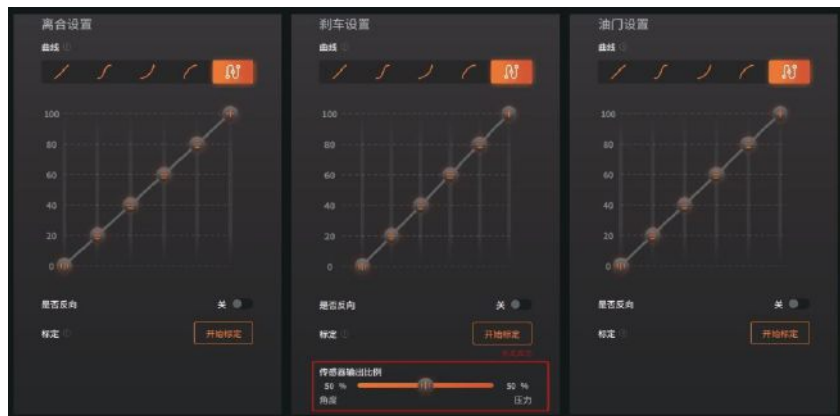 离合设置
曲线
100
80
60
40
20
0
是否反向 关
标定 开始标定
刹车设置
曲线
100
80
60
40
20
0
是否反向 关
标定 开始标定
传感器输出比例
50 % 50 %
角度 压力
油门设置
曲线
100
80
60
40
20
0
是否反向 关
标定 开始标定